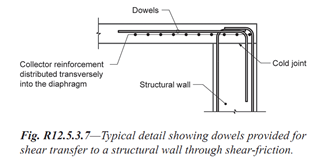 Dowels
Collector reinforcement
distributed transversely
into the diaphragm
Cold joint
Structural wall
Fig. R12.5.3.7—Typical detail showing dowels provided for
shear transfer to a structural wall through shear-friction.